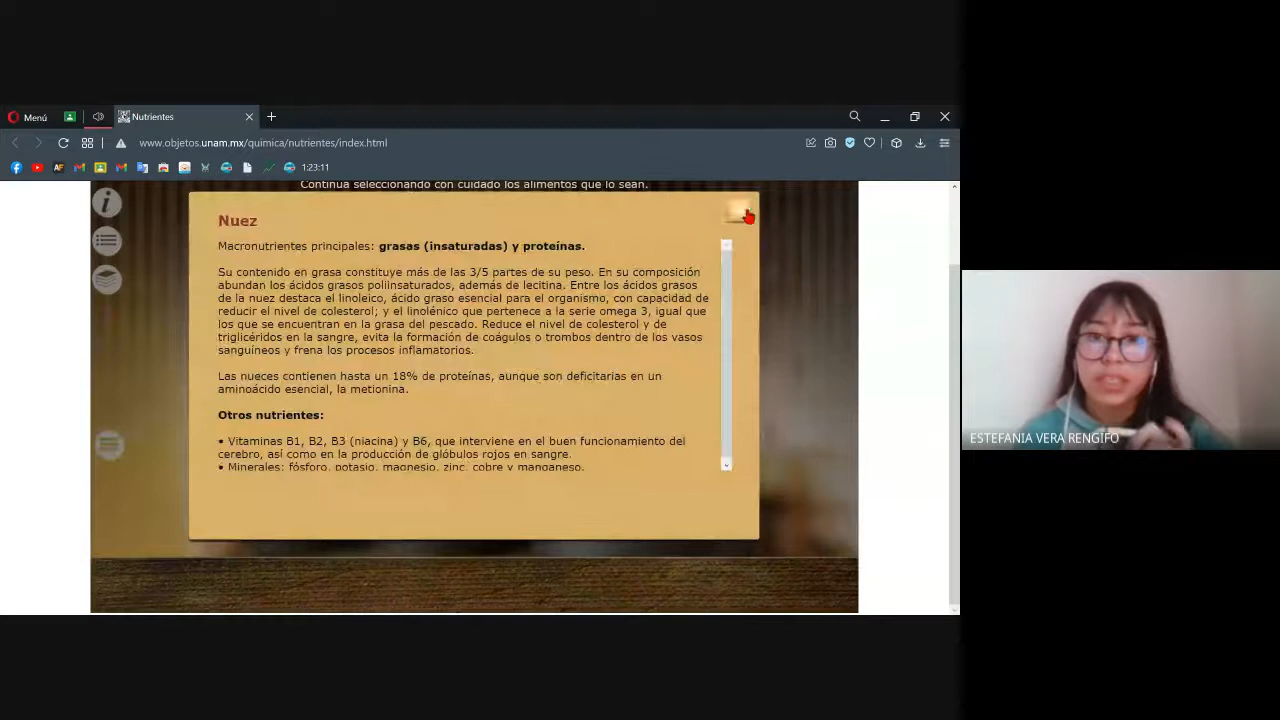 Menú
Nutrientes
www.objetos.unam.mx/quimica/nutrientes/index.html
AF
1:23:11
Continúa seleccionando con cuidado los alimentos que lo sean.
Nuez
Macronutrientes principales: grasas (insaturadas) y proteínas.
Su contenido en grasa constituye más de las 3/5 partes de su peso. En su composición
abundan los ácidos grasos poliinsaturados, además de lecitina. Entre los ácidos grasos
de la nuez destaca el linoleico, ácido graso esencial para el organismo, con capacidad de
reducir el nivel de colesterol; y el linolénico que pertenece a la serie omega 3, igual que
los que se encuentran en la grasa del pescado. Reduce el nivel de colesterol y de
triglicéridos en la sangre, evita la formación de coágulos o trombos dentro de los vasos
sanguíneos y frena los procesos inflamatorios.
Las nueces contienen hasta un 18% de proteínas, aunque son deficitarias en un
aminoácido esencial, la metionina.
Otros nutrientes:
• Vitaminas B1, B2, B3 (niacina) y B6, que interviene en el buen funcionamiento del
cerebro, así como en la producción de glóbulos rojos en sangre.
• Minerales: fósforo, potasio, magnesio, zinc, cobre y manganeso.
ESTEFANIA VERA RENGIFO